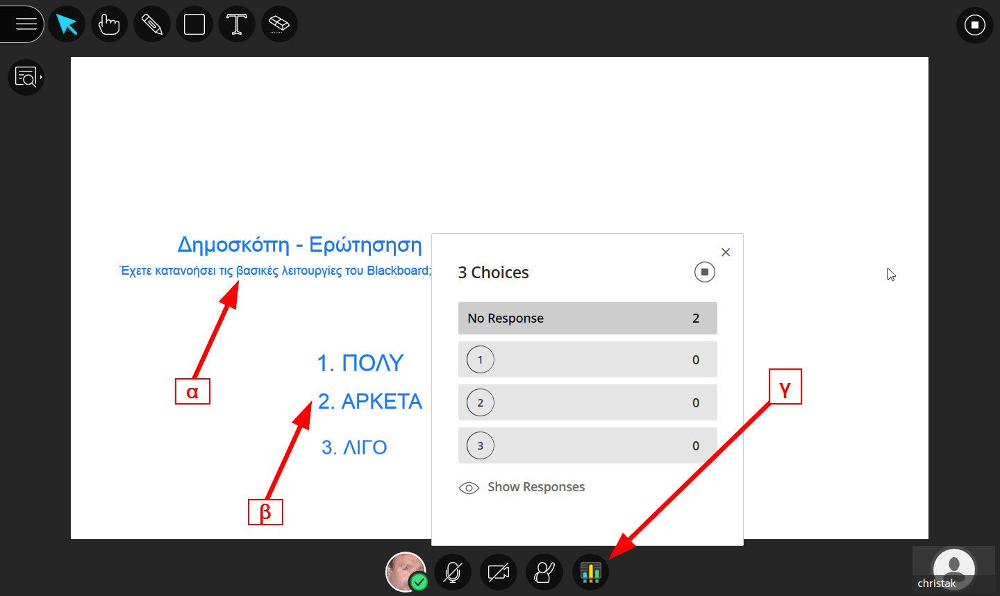 Δημοσκόπη - Ερώτησηση
Έχετε κατανοήσει τις βασικές λειτουργίες του Blackboard;
α
1. ΠΟΛΥ
2. ΑΡΚΕΤΑ
3. ΛΙΓΟ
β
3 Choices
No Response 2
1 0
2 0
3 0
Show Responses
γ
christak